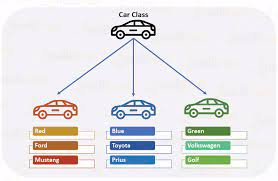 Car Class
Red
Blue
Green
Ford
Toyota
Volkswagen
Mustang
Prius
Golf